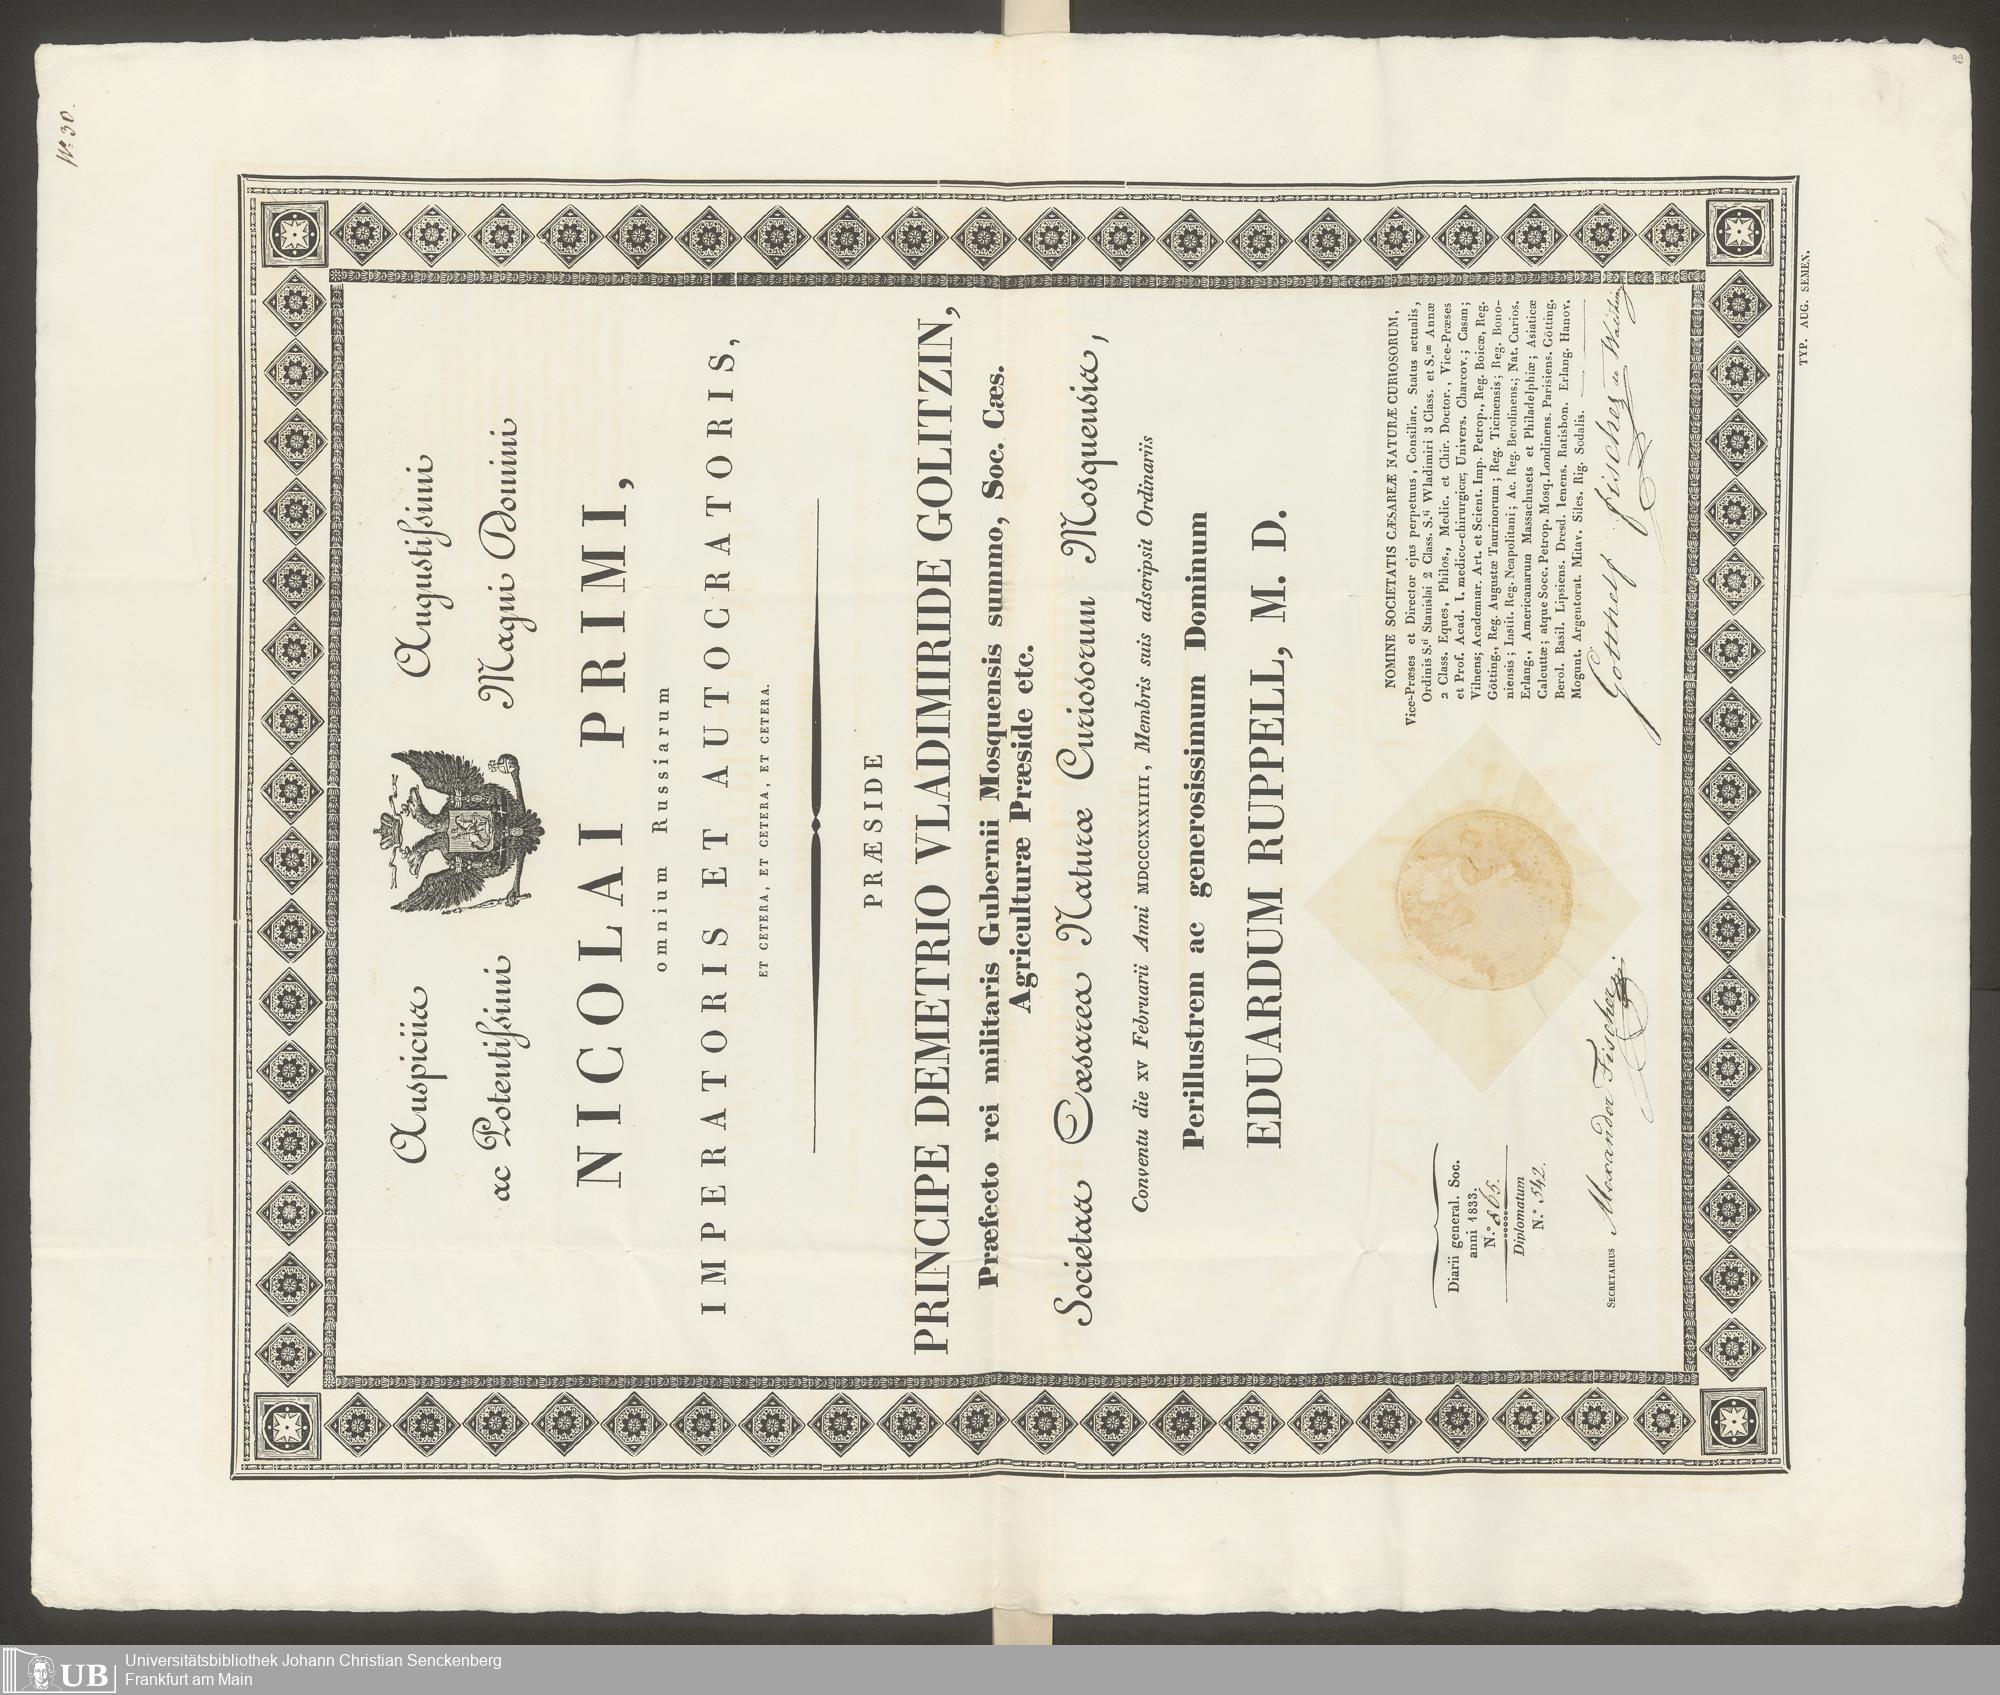 № 30.
Auspiciis Augustissimi
ac Potentissimi Magni Domini
NICOLAI PRIMI,
omnium Russiarum
IMPERATORIS ET AUTOCRATORIS,
ET CETERA, ET CETERA, ET CETERA.
PRÆSIDE
PRINCIPE DEMETRIO VLADIMIRIDE GOLITZIN,
Præfecto rei militaris Gubernii Mosquensis summo, Soc. Cæs.
Agriculturæ Præside etc.
Societas Cæsarea Naturæ Curiosorum Mosquensis,
Conventu die XV Februarii Anni MDCCCXXXIIII, Membris suis adscripsit Ordinariis
Perillustrem ac generosissimum Dominum
EDUARDUM RUPPELL, M. D.
Diarii general. Soc.
anni 1833.
N.° 865.
Diplomatum
N.° 542.
SECRETARIUS Alexander Fischer
NOMINE SOCIETATIS CÆSAREÆ NATURÆ CURIOSORUM,
Vice-Præses et Director ejus perpetuus, Consiliar. Status actualis,
Ordinis S.ti Stanislai 2 Class. S.ti Wladimiri 3 Class. et S.tæ Annæ
2 Class. Eques, Philos., Medic. et Chir. Doctor., Vice-Præses
et Prof. Acad. I. medico-chirurgicæ; Univers. Charcov.; Casan;
Vilnens; Academiar. Art. et Scient. Imp. Petrop., Reg. Boicæ, Reg.
Götting., Reg. Augustæ Taurinorum; Reg. Ticinensis; Reg. Bono-
niensis; Instit. Reg. Neapolitani; Ac. Reg. Berolinens.; Nat. Curios.
Erlang., Americanarum Massachusets et Philadelphiæ; Asiaticæ
Calcuttæ; atque Socc. Petrop. Mosq. Londinens. Parisiens. Götting.
Berol. Basil. Lipsiens. Dresd. Ienens. Ratisbon. Erlang. Hanov.
Mogunt. Argentorat. Mitav. Siles. Rig. Sodalis.
Gotthelf Fischer de Waldheim
TYP. AUG. SEMEN.
UB
Universitätsbibliothek Johann Christian Senckenberg
Frankfurt am Main